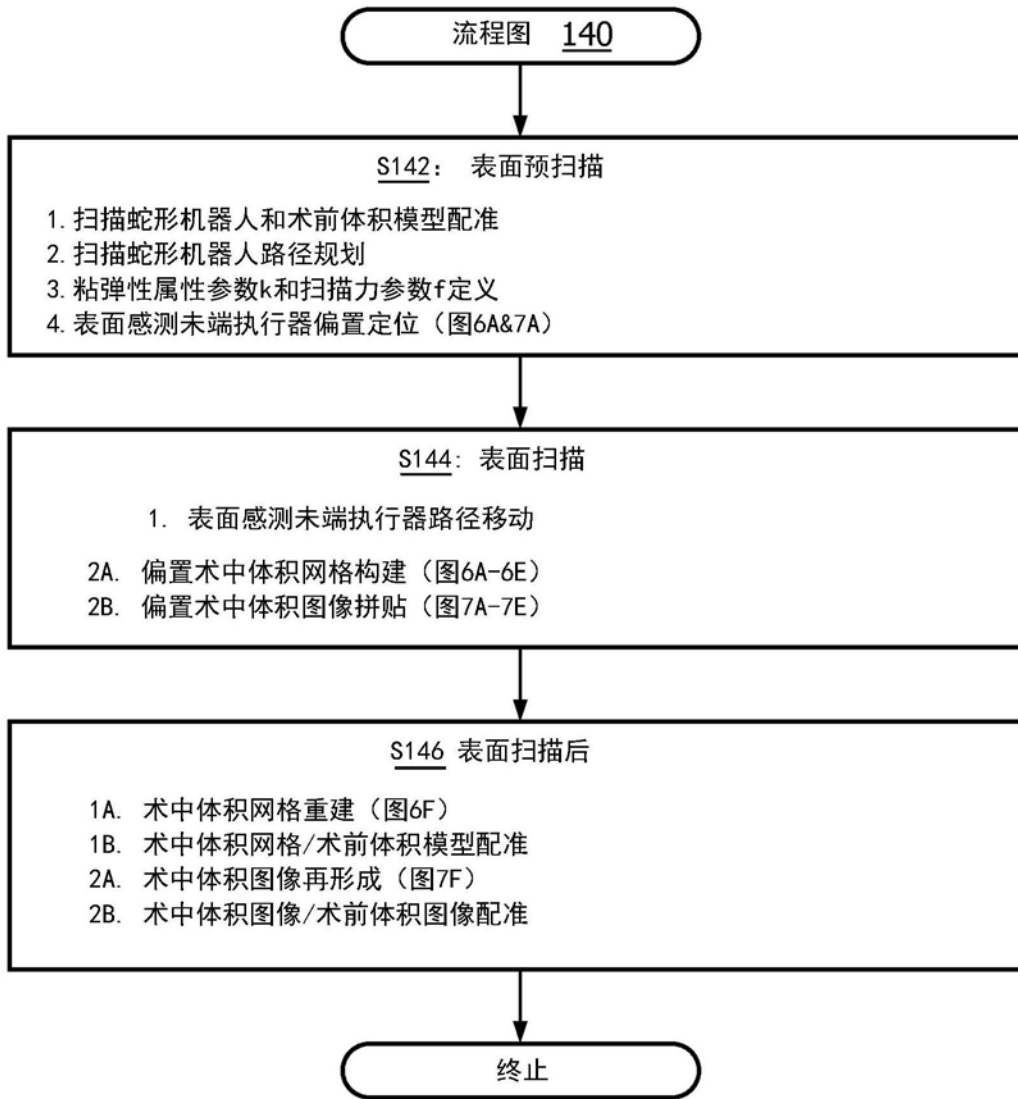 流程图 140
S142: 表面预扫描
1. 扫描蛇形机器人和术前体积模型配准
2. 扫描蛇形机器人路径规划
3. 粘弹性属性参数k和扫描力参数f定义
4. 表面感测未端执行器偏置定位（图6A&7A）
S144: 表面扫描
1. 表面感测未端执行器路径移动
2A. 偏置术中体积网格构建（图6A-6E）
2B. 偏置术中体积图像拼贴（图7A-7E）
S146 表面扫描后
1A. 术中体积网格重建（图6F）
1B. 术中体积网格/术前体积模型配准
2A. 术中体积图像再形成（图7F）
2B. 术中体积图像/术前体积图像配准
终止